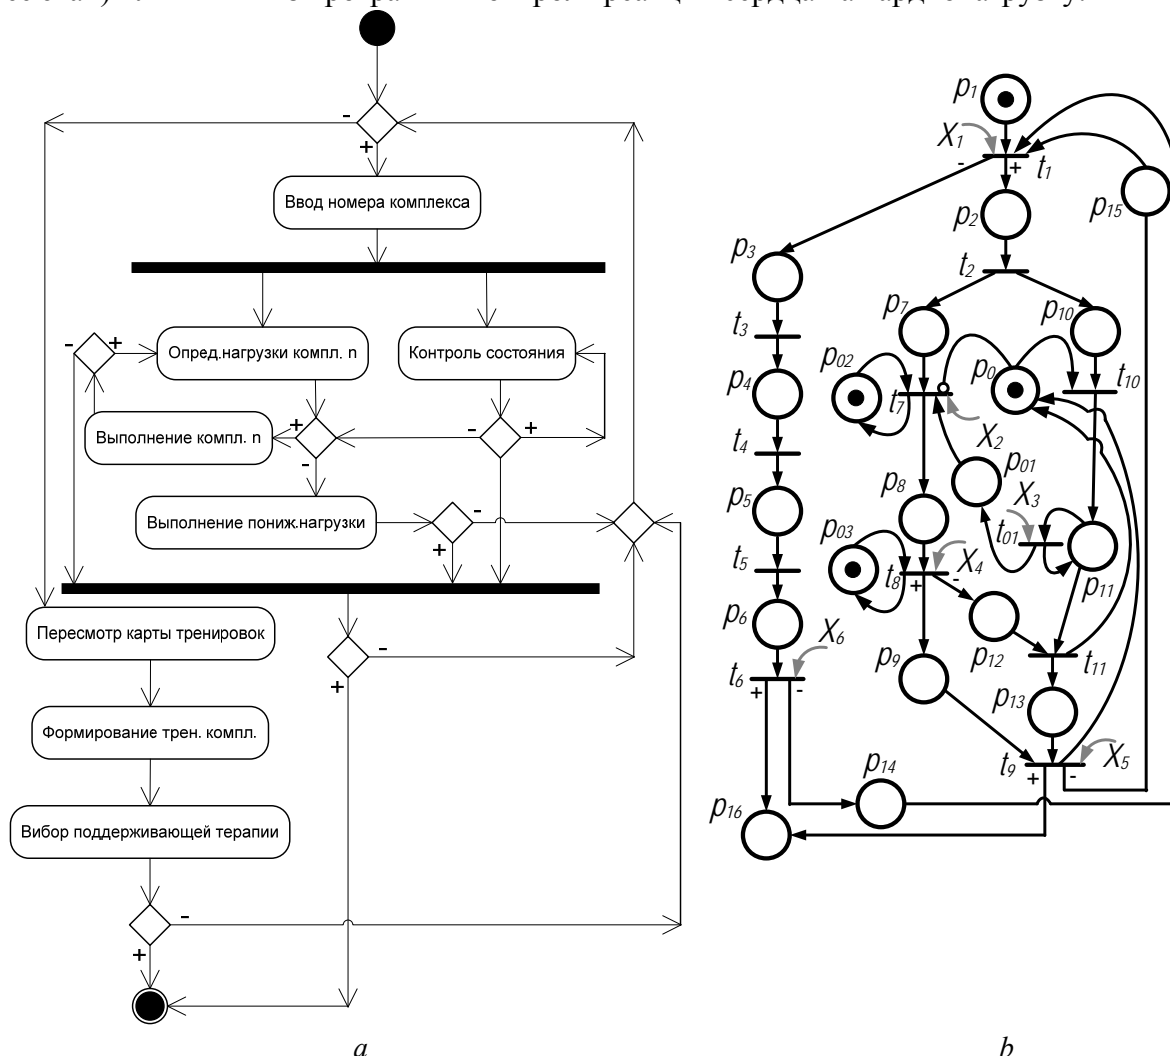 -
+
Ввод номера комплекса
-
+
Опред.нагрузки компл. n
Контроль состояния
Выполнение компл. n
+
-
-
+
Выполнение пониж.нагрузки
-
+
Пересмотр карты тренировок
-
+
Формирование трен. компл.
Вибор поддерживающей терапии
-
+
a
p1
X1
-
+
t1
p15
p2
t2
p3
p7
p10
t3
p02
p0
t10
p4
t7
X2
t4
p01
p8
X3
p5
p03
t01
t8
+
-
X4
p11
t5
p6
X6
p12
t11
p9
t6
+
-
p13
t9
+
-
X5
p14
p16
b